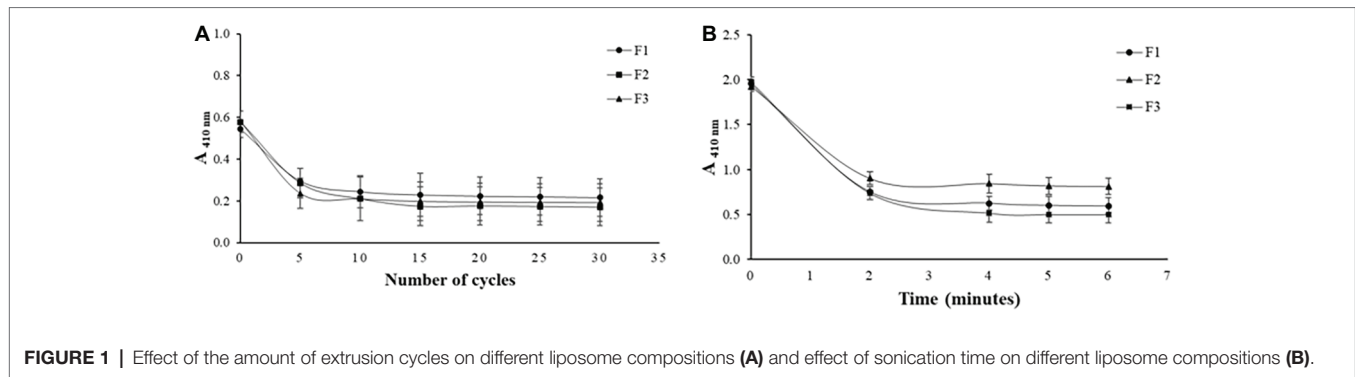 A
1.0
0.8
0.6
0.4
0.2
0.0
A 410 nm
0 5 10 15 20 25 30 35
Number of cycles
F1
F2
F3
B
2.5
2.0
1.5
1.0
0.5
0.0
A 410 nm
0 1 2 3 4 5 6 7
Time (minutes)
F1
F2
F3
FIGURE 1 | Effect of the amount of extrusion cycles on different liposome compositions (A) and effect of sonication time on different liposome compositions (B).